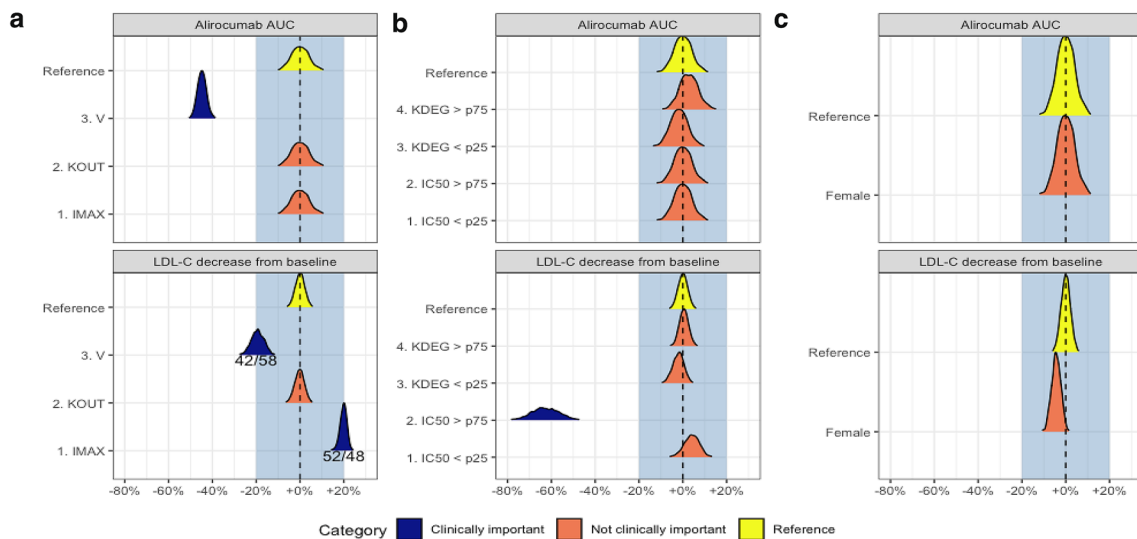 a
Alirocumab AUC
Reference
3. V
2. KOUT
1. IMAX
LDL-C decrease from baseline
Reference
3. V
42/58
2. KOUT
1. IMAX
52/48
-80% -60% -40% -20% +0% +20%
b
Alirocumab AUC
Reference
4. KDEG > p75
3. KDEG < p25
2. IC50 > p75
1. IC50 < p25
LDL-C decrease from baseline
Reference
4. KDEG > p75
3. KDEG < p25
2. IC50 > p75
1. IC50 < p25
-80% -60% -40% -20% +0% +20%
c
Alirocumab AUC
Reference
Female
LDL-C decrease from baseline
Reference
Female
-80% -60% -40% -20% +0% +20%
Category Clinically important Not clinically important Reference